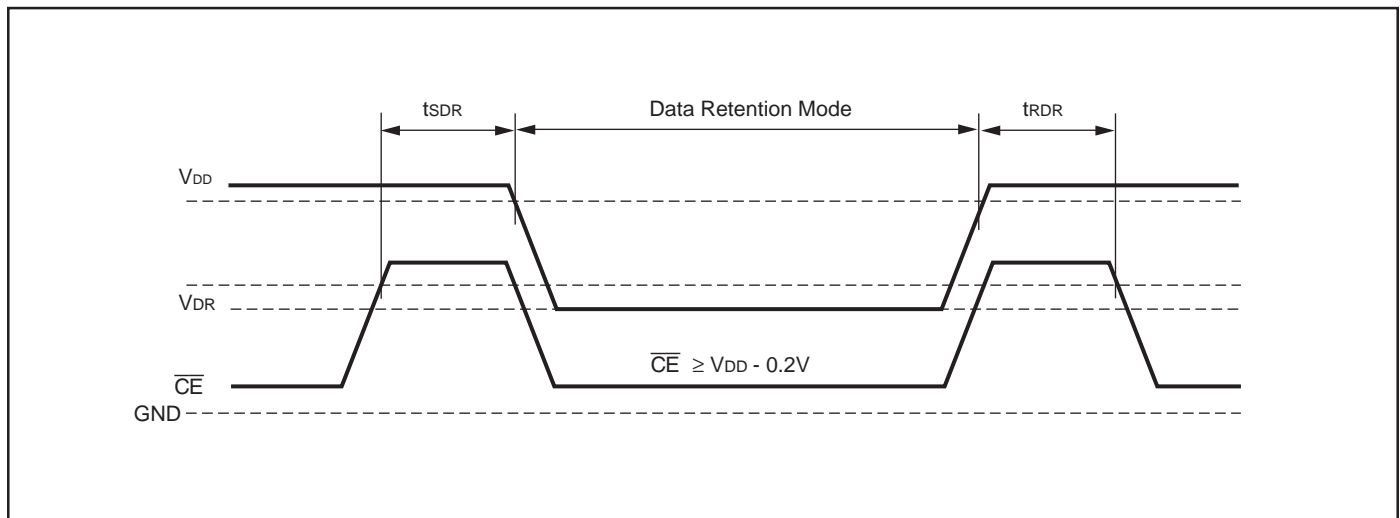 tSDR Data Retention Mode tRDR
VDD
VDR
CE ≥ VDD - 0.2V
CE
GND